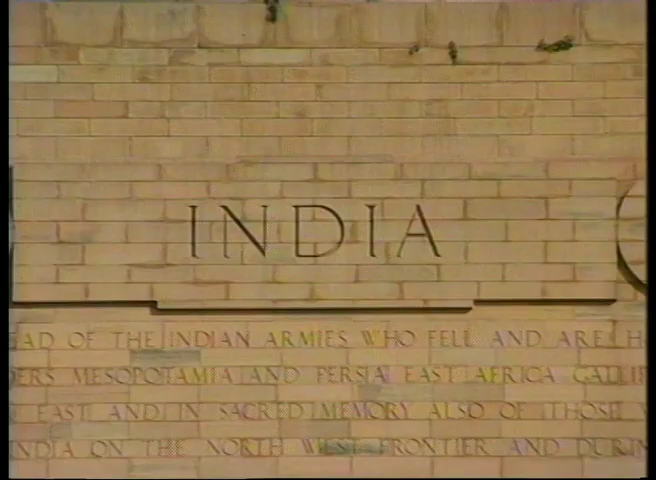 INDIA
AD OF THE INDIAN ARMIES WHO FELL AND ARE H
DERS MESOPOTAMIA AND PERSIA EAST AFRICA GALLIP
EAST AND IN SACRED MEMORY ALSO OF THOSE
NDIA ON THE NORTH WEST FRONTIER AND DURIN